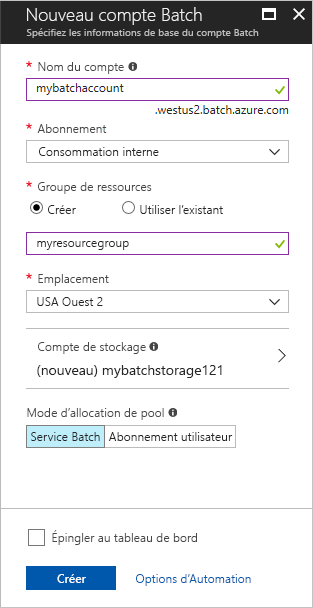 Nouveau compte Batch
Spécifiez les informations de base du compte Batch
* Nom du compte
mybatchaccount
.westus2.batch.azure.com
* Abonnement
Consommation interne
* Groupe de ressources
Créer Utiliser l'existant
myresourcegroup
* Emplacement
USA Ouest 2
Compte de stockage
(nouveau) mybatchstorage121
Mode d'allocation de pool
Service Batch Abonnement utilisateur
Épingler au tableau de bord
Créer Options d'Automation